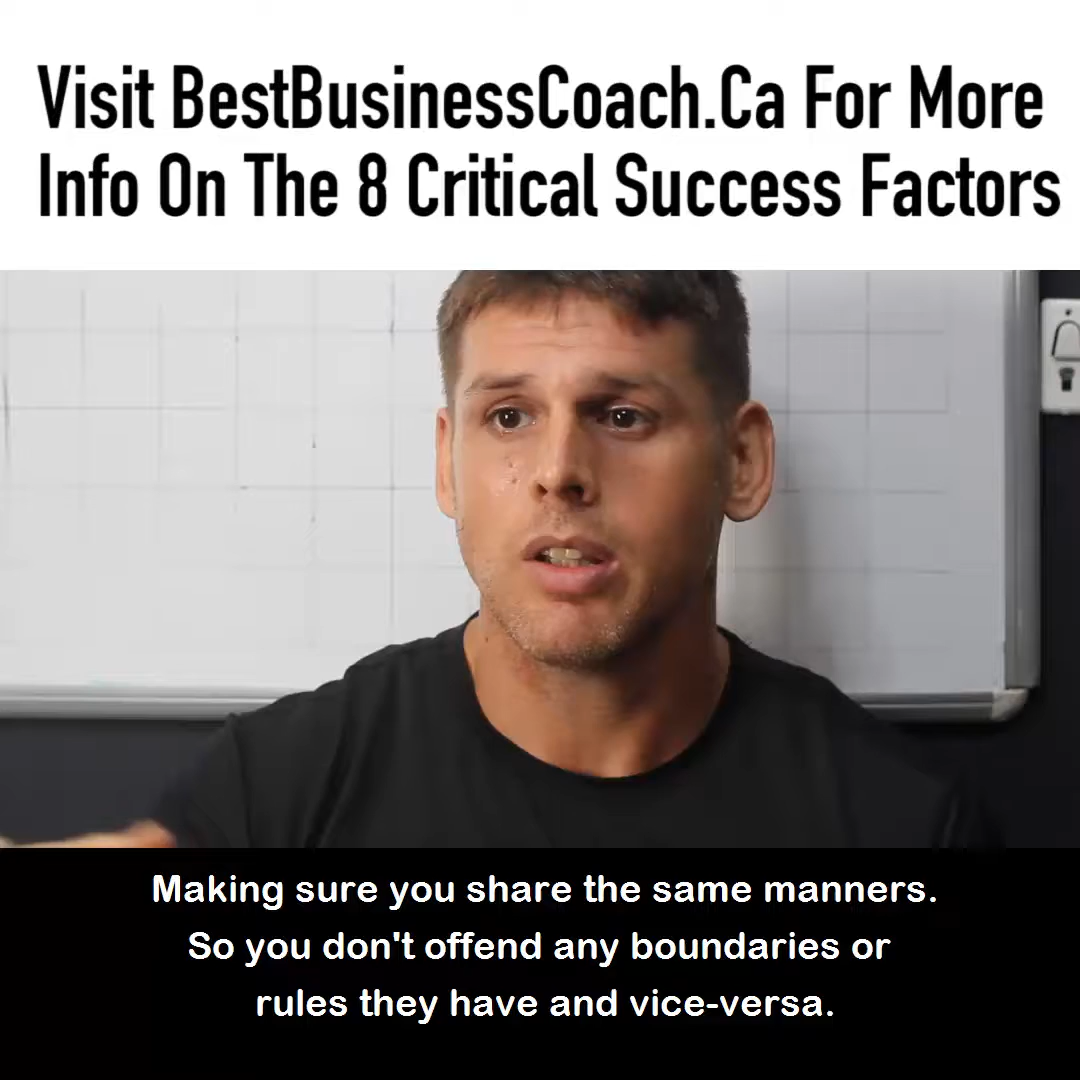 Visit BestBusinessCoach.Ca For More
Info On The 8 Critical Success Factors
Making sure you share the same manners.
So you don't offend any boundaries or
rules they have and vice-versa.